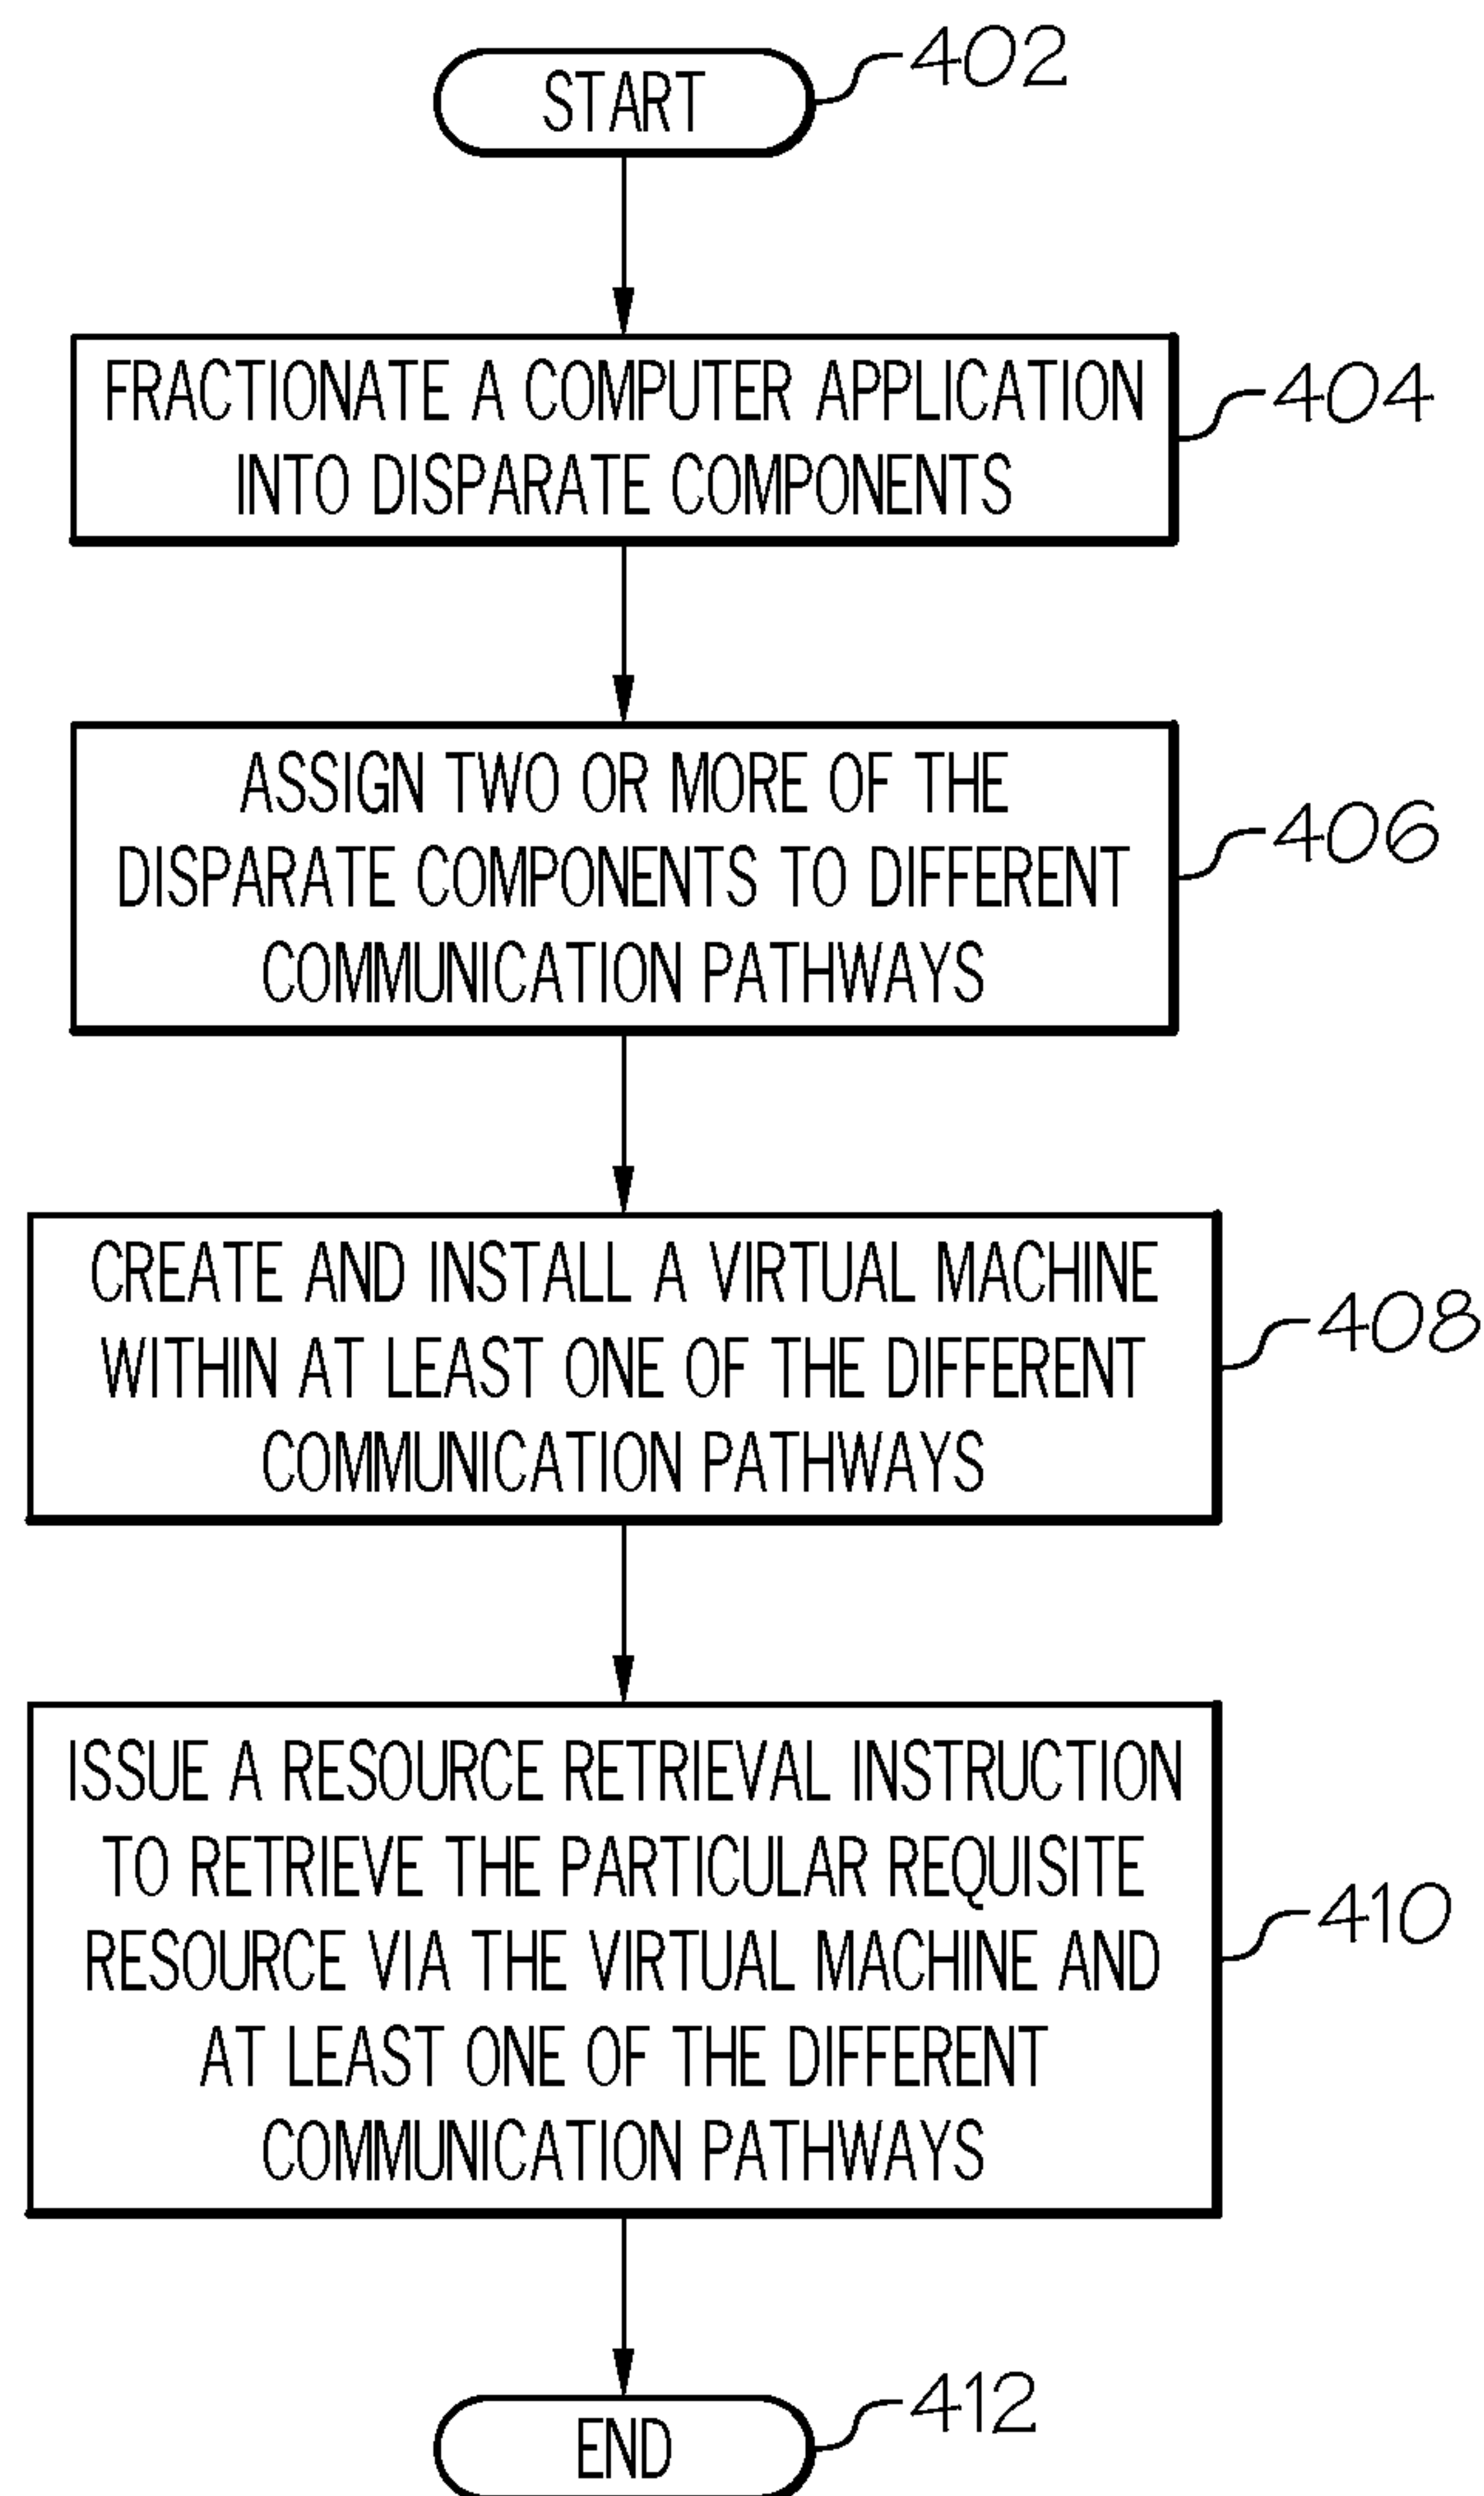 START
402
FRACTIONATE A COMPUTER APPLICATION
INTO DISPARATE COMPONENTS
404
ASSIGN TWO OR MORE OF THE
DISPARATE COMPONENTS TO DIFFERENT
COMMUNICATION PATHWAYS
406
CREATE AND INSTALL A VIRTUAL MACHINE
WITHIN AT LEAST ONE OF THE DIFFERENT
COMMUNICATION PATHWAYS
408
ISSUE A RESOURCE RETRIEVAL INSTRUCTION
TO RETRIEVE THE PARTICULAR REQUISITE
RESOURCE VIA THE VIRTUAL MACHINE AND
AT LEAST ONE OF THE DIFFERENT
COMMUNICATION PATHWAYS
410
END
412